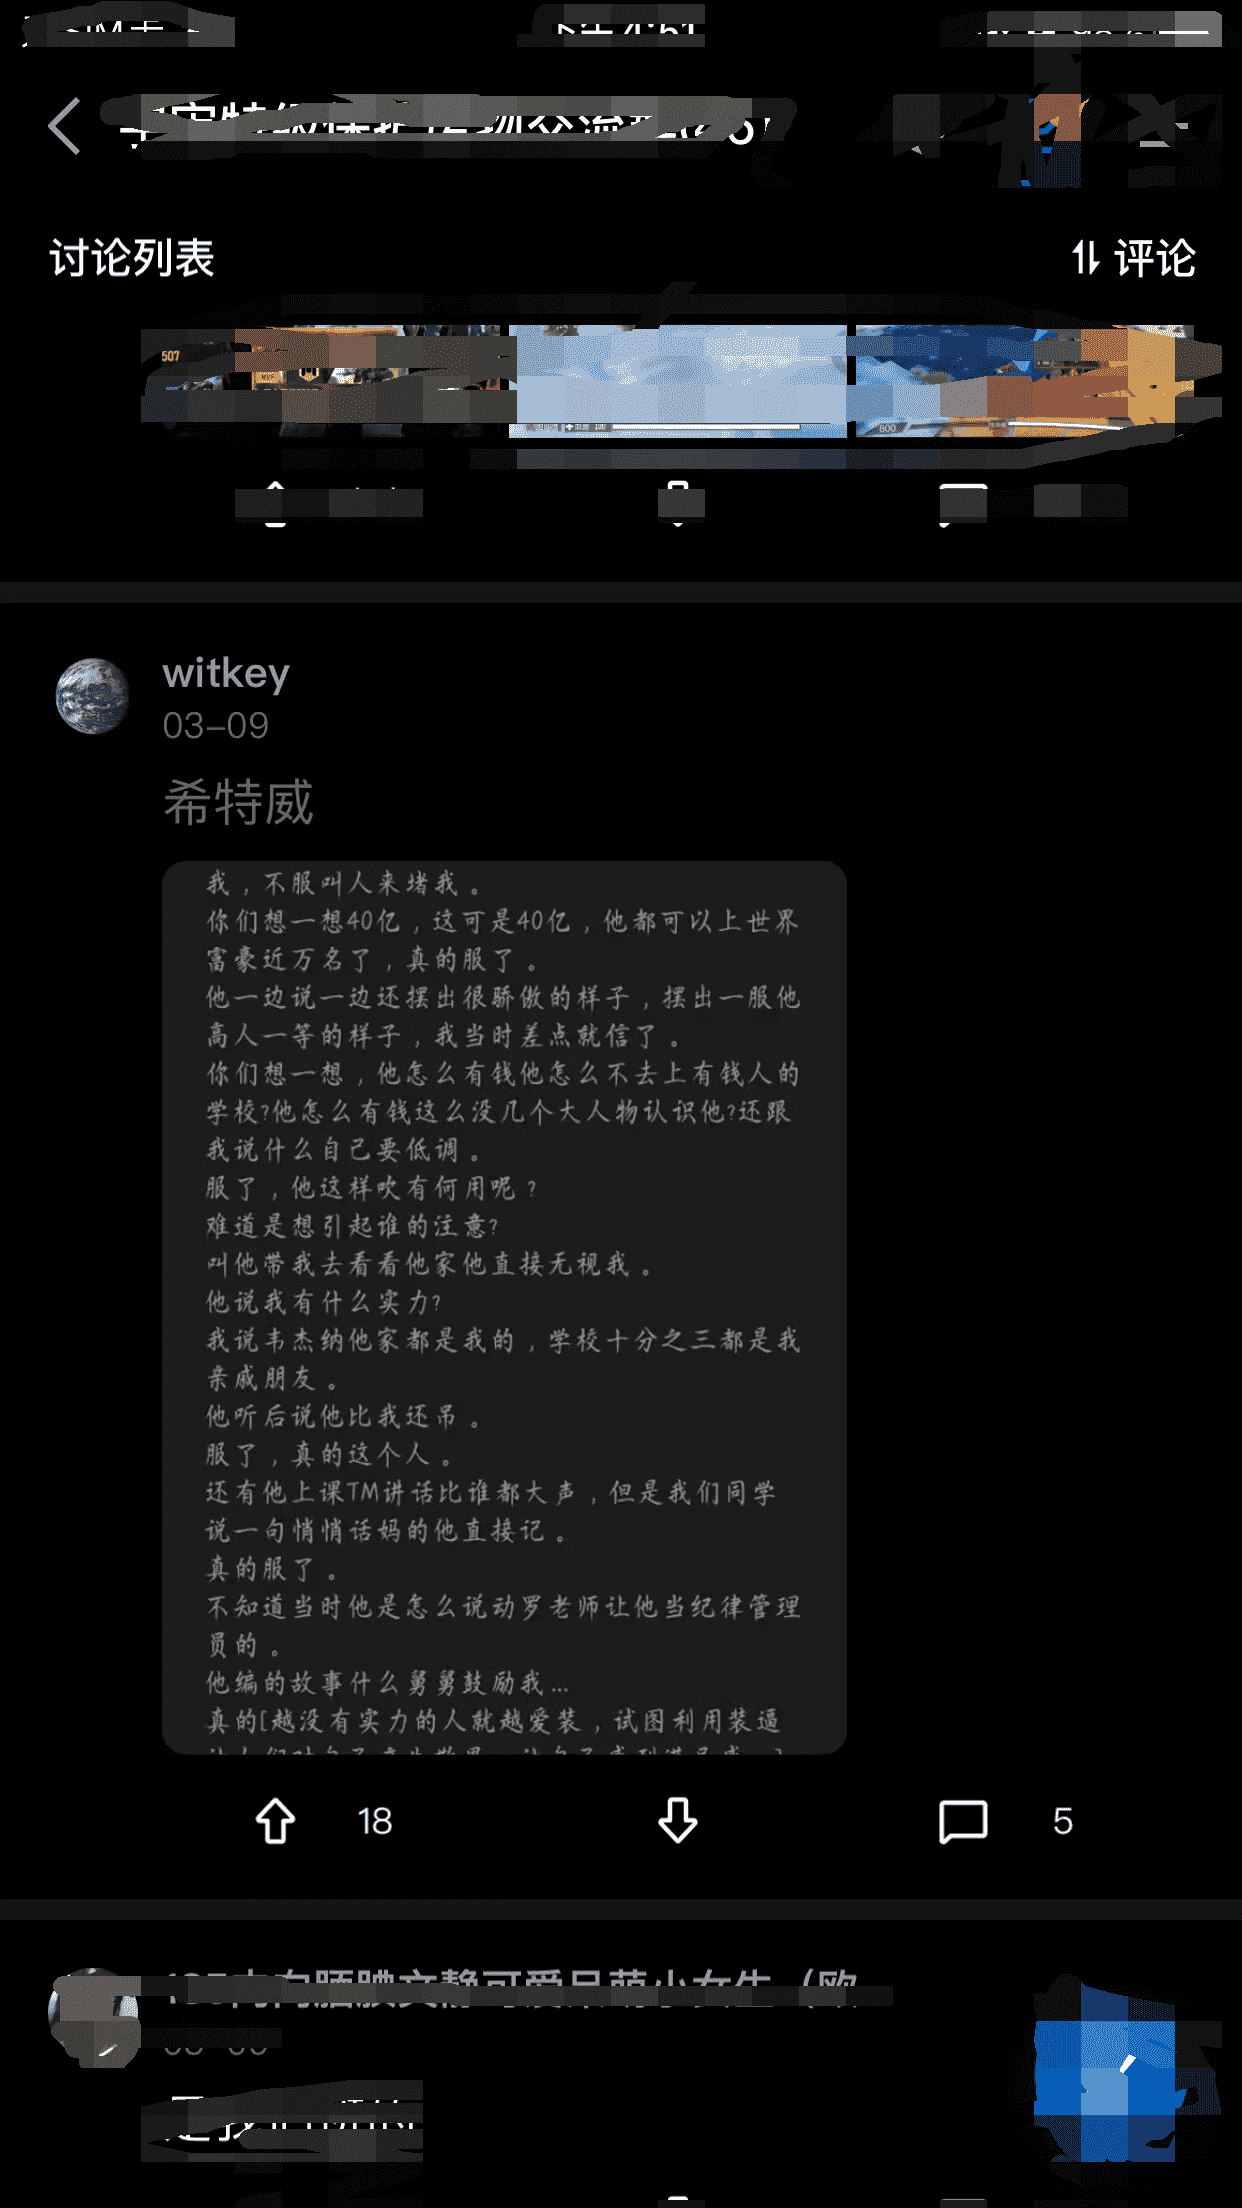 讨论列表
评论
507
800
witkey
03-09
希特威
我，不服叫人来堵我。
你们想一想40亿，这可是40亿，他都可以上世界
富豪近万名了，真的服了。
他一边说一边还摆出很骄傲的样子，摆出一服他
高人一等的样子，我当时差点就信了。
你们想一想，他怎么有钱他怎么不去上有钱人的
学校?他怎么有钱这么没几个大人物认识他?还跟
我说什么自己要低调。
服了，他这样吹有何用呢？
难道是想引起谁的注意?
叫他带我去看看他家他直接无视我。
他说我有什么实力?
我说韦杰纳他家都是我的，学校十分之三都是我
亲戚朋友。
他听后说他比我还吊。
服了，真的这个人。
还有他上课TM讲话比谁都大声，但是我们同学
说一句悄悄话妈的他直接记。
真的服了。
不知道当时他是怎么说动罗老师让他当纪律管理
员的。
他编的故事什么舅舅鼓励我...
真的[越没有实力的人就越爱装，试图利用装逼
18
5